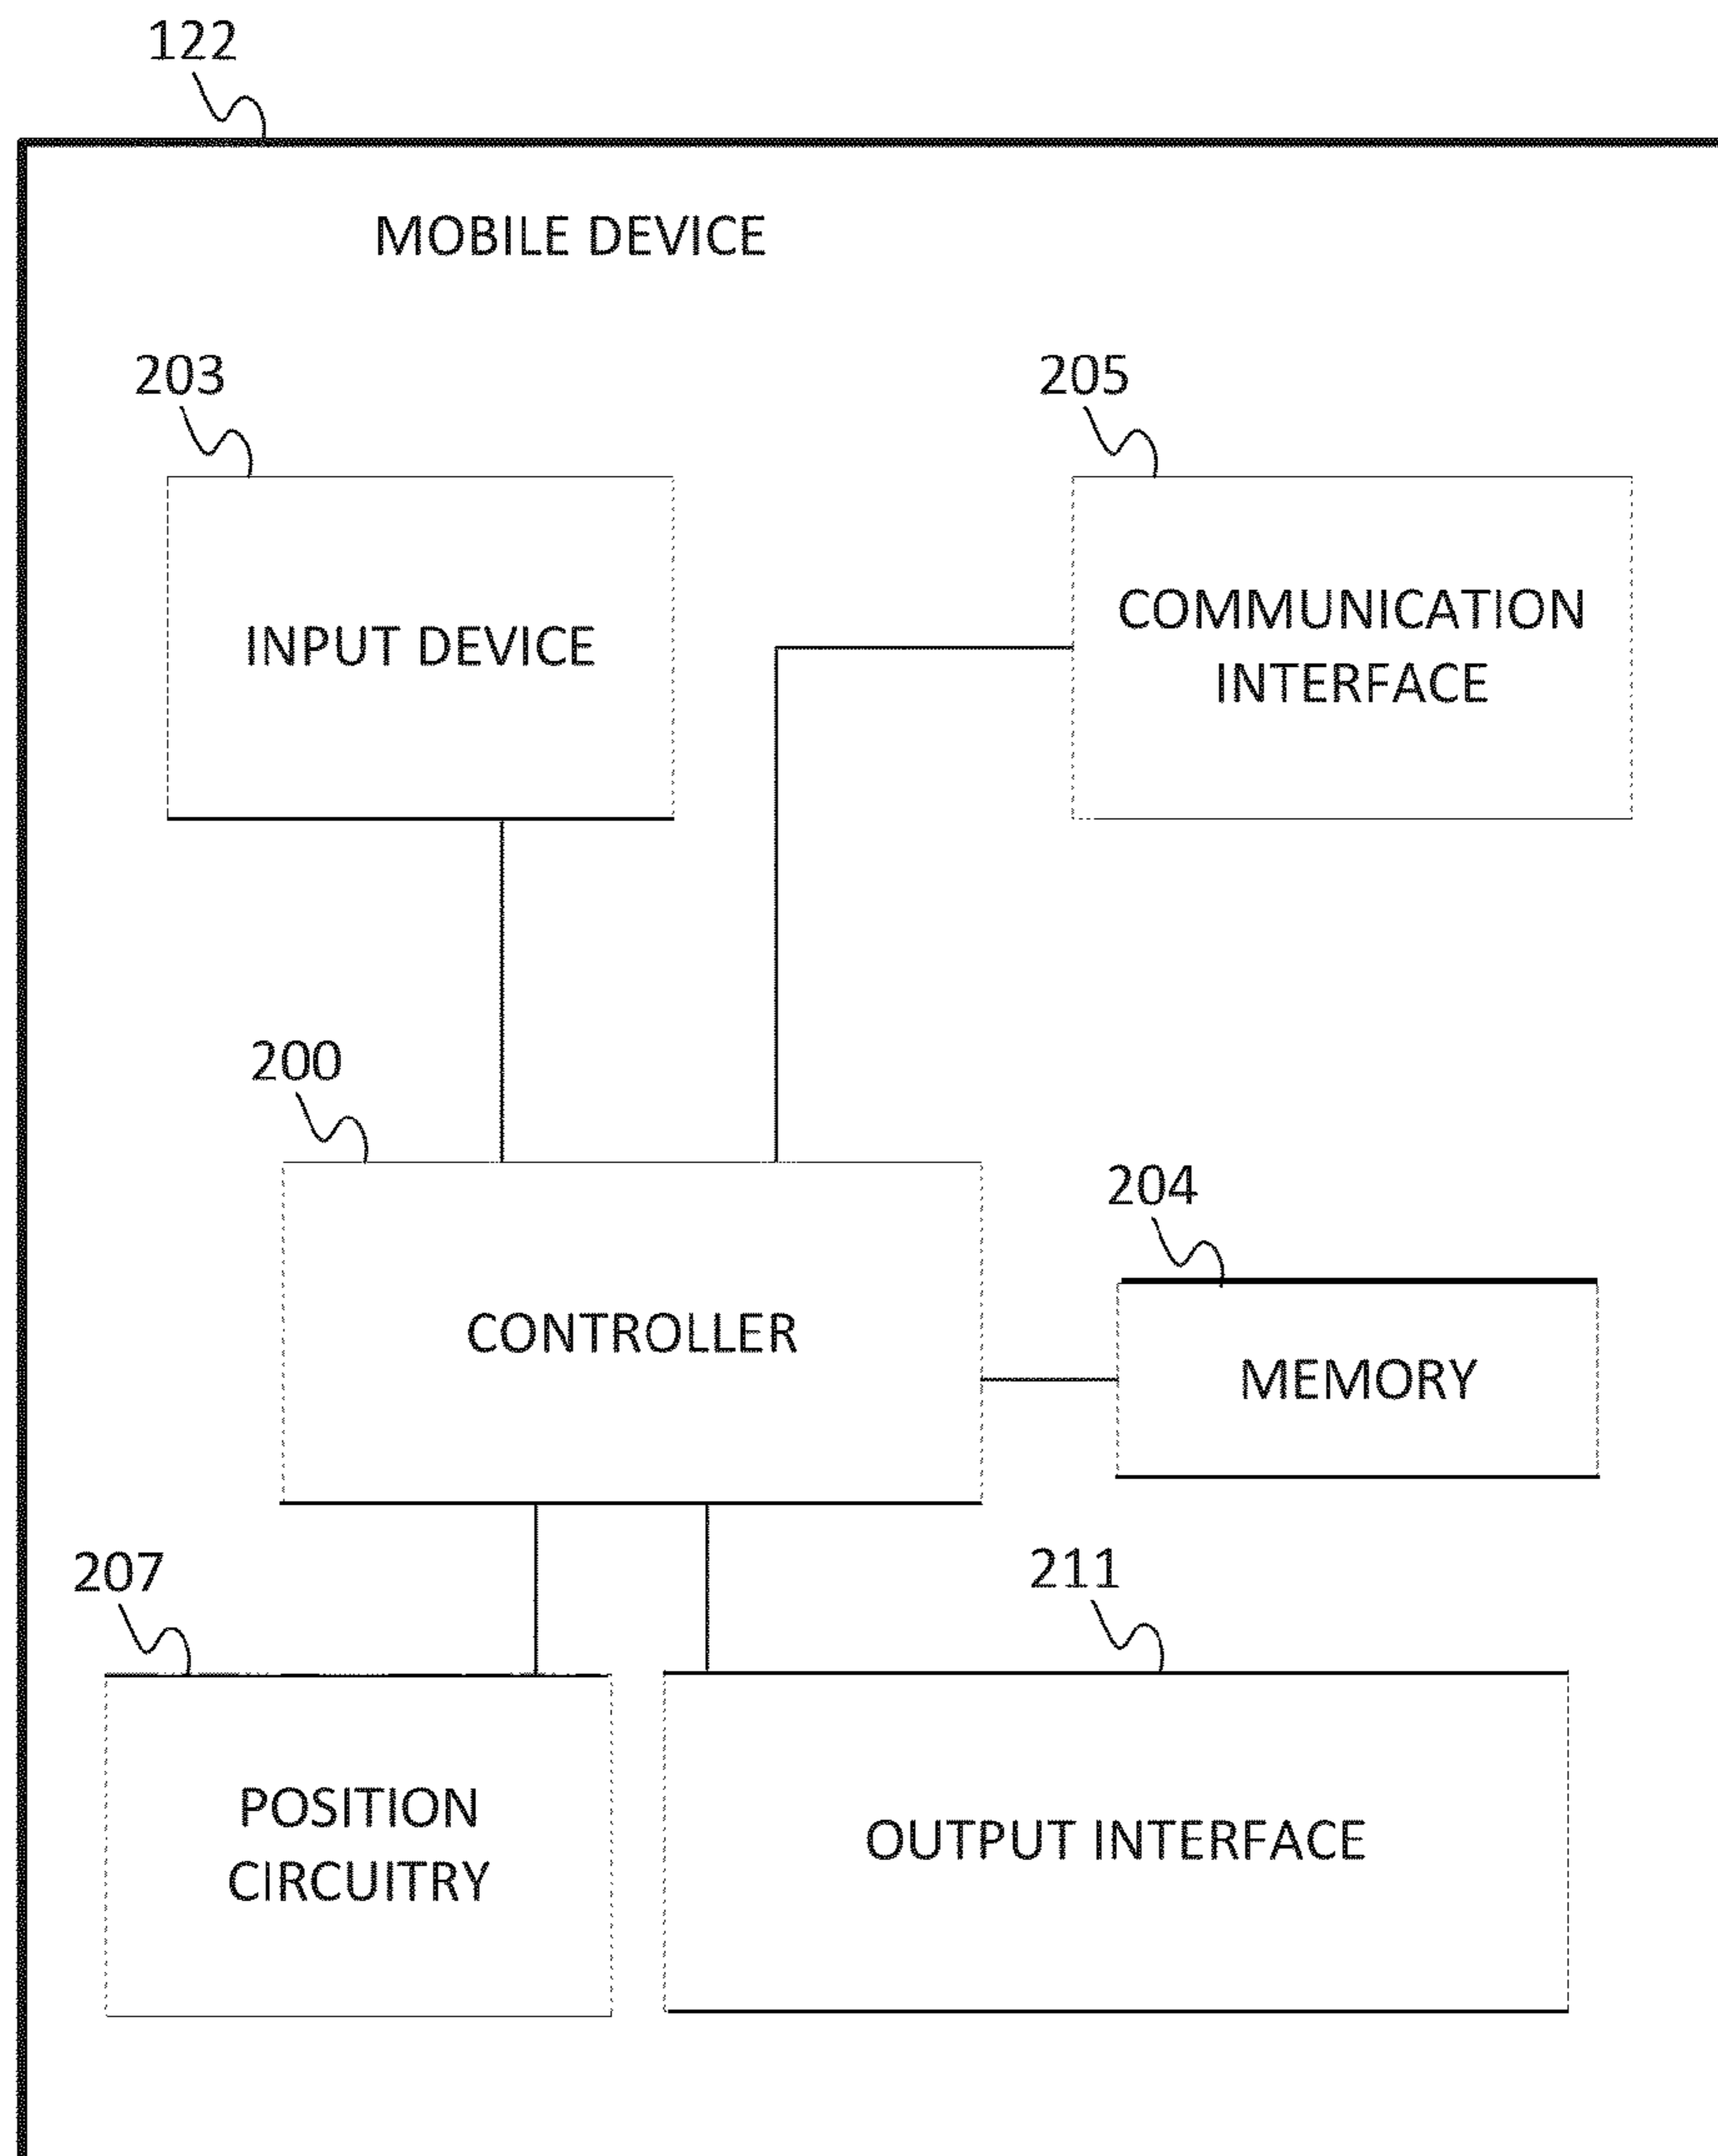 122
MOBILE DEVICE
203
205
INPUT DEVICE
COMMUNICATION
INTERFACE
200
204
CONTROLLER
MEMORY
207
211
POSITION
CIRCUITRY
OUTPUT INTERFACE